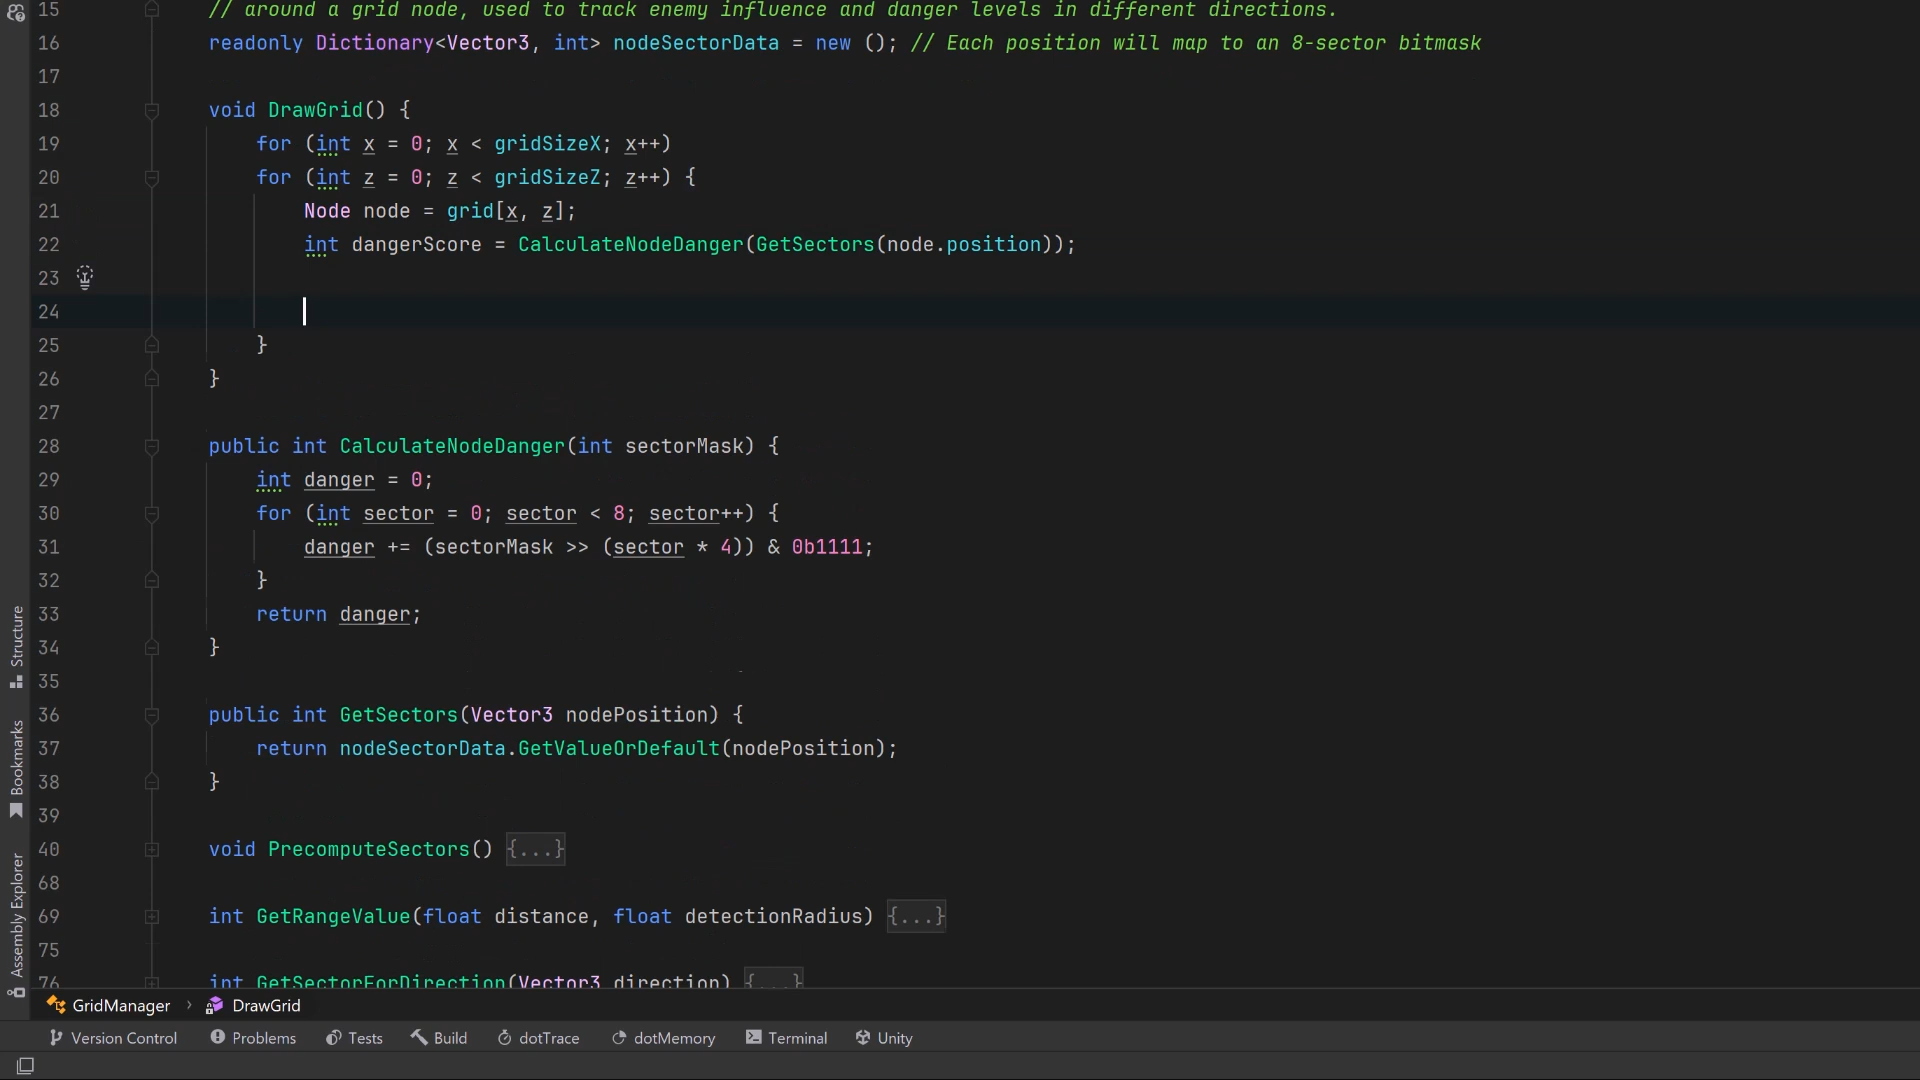 15 // around a grid node, used to track enemy influence and danger levels in different directions.
16 readonly Dictionary<Vector3, int> nodeSectorData = new (); // Each position will map to an 8-sector bitmask
17
18 void DrawGrid() {
19 for (int x = 0; x < gridSizeX; x++)
20 for (int z = 0; z < gridSizeZ; z++) {
21 Node node = grid[x, z];
22 int dangerScore = CalculateNodeDanger(GetSectors(node.position));
23
24
25 }
26 }
27
28 public int CalculateNodeDanger(int sectorMask) {
29 int danger = 0;
30 for (int sector = 0; sector < 8; sector++) {
31 danger += (sectorMask >> (sector * 4)) & 0b1111;
32 }
33 return danger;
34 }
35
36 public int GetSectors(Vector3 nodePosition) {
37 return nodeSectorData.GetValueOrDefault(nodePosition);
38 }
39
40 void PrecomputeSectors() {...}
68
69 int GetRangeValue(float distance, float detectionRadius) {...}
75
76 int GetSectorForDirection(Vector3 direction) {...}
Structure
Bookmarks
Assembly Explorer
GridManager > DrawGrid
Version Control Problems Tests Build dotTrace dotMemory Terminal Unity